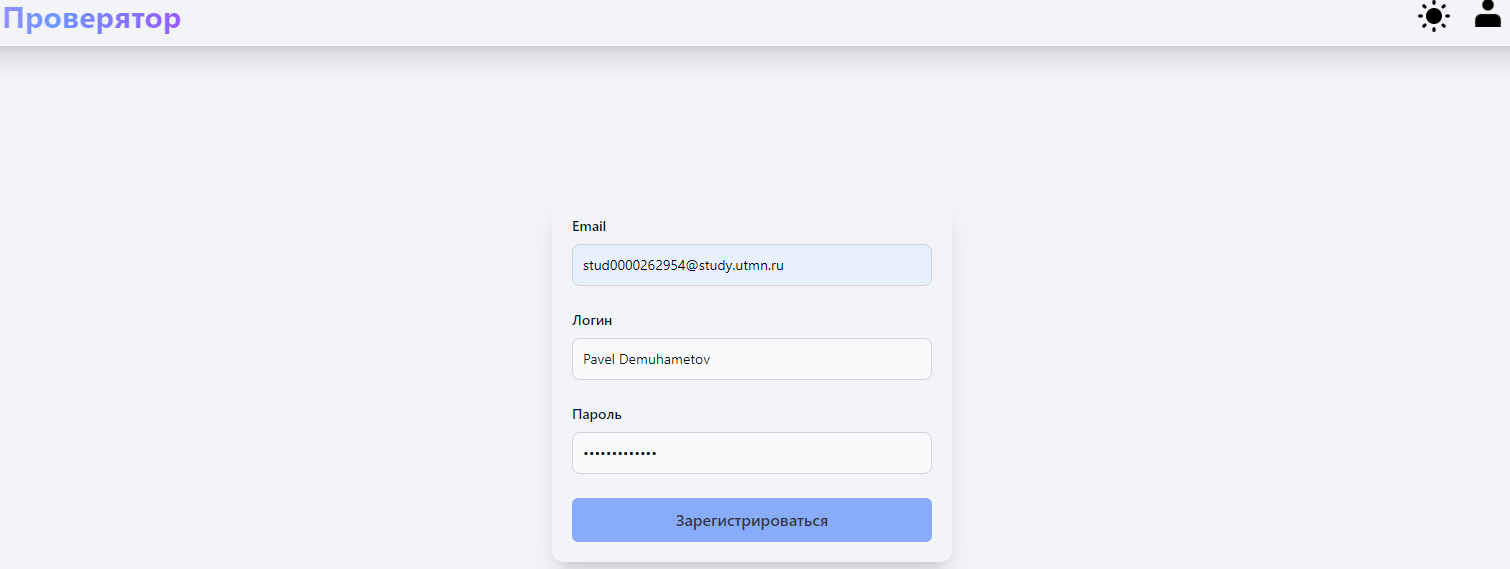 Проверятор
Email
stud0000262954@study.utmn.ru
Логин
Pavel Demuhametov
Пароль
•••••••••••••
Зарегистрироваться